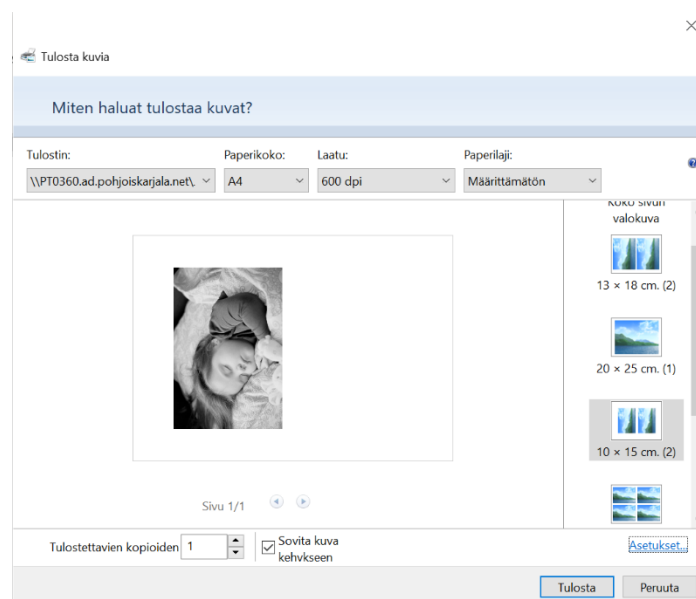 Tulosta kuvia
Miten haluat tulostaa kuvat?
Tulostin: Paperikoko: Laatu: Paperilaji:
\\PT0360.ad.pohjoiskarjala.net\. A4 600 dpi Määrittämätön
Koko sivun
valokuva
13 × 18 cm. (2)
20 × 25 cm. (1)
10 × 15 cm. (2)
Sivu 1/1
Tulostettavien kopioiden 1
Sovita kuva
kehykseen
Asetukset...
Tulosta Peruuta